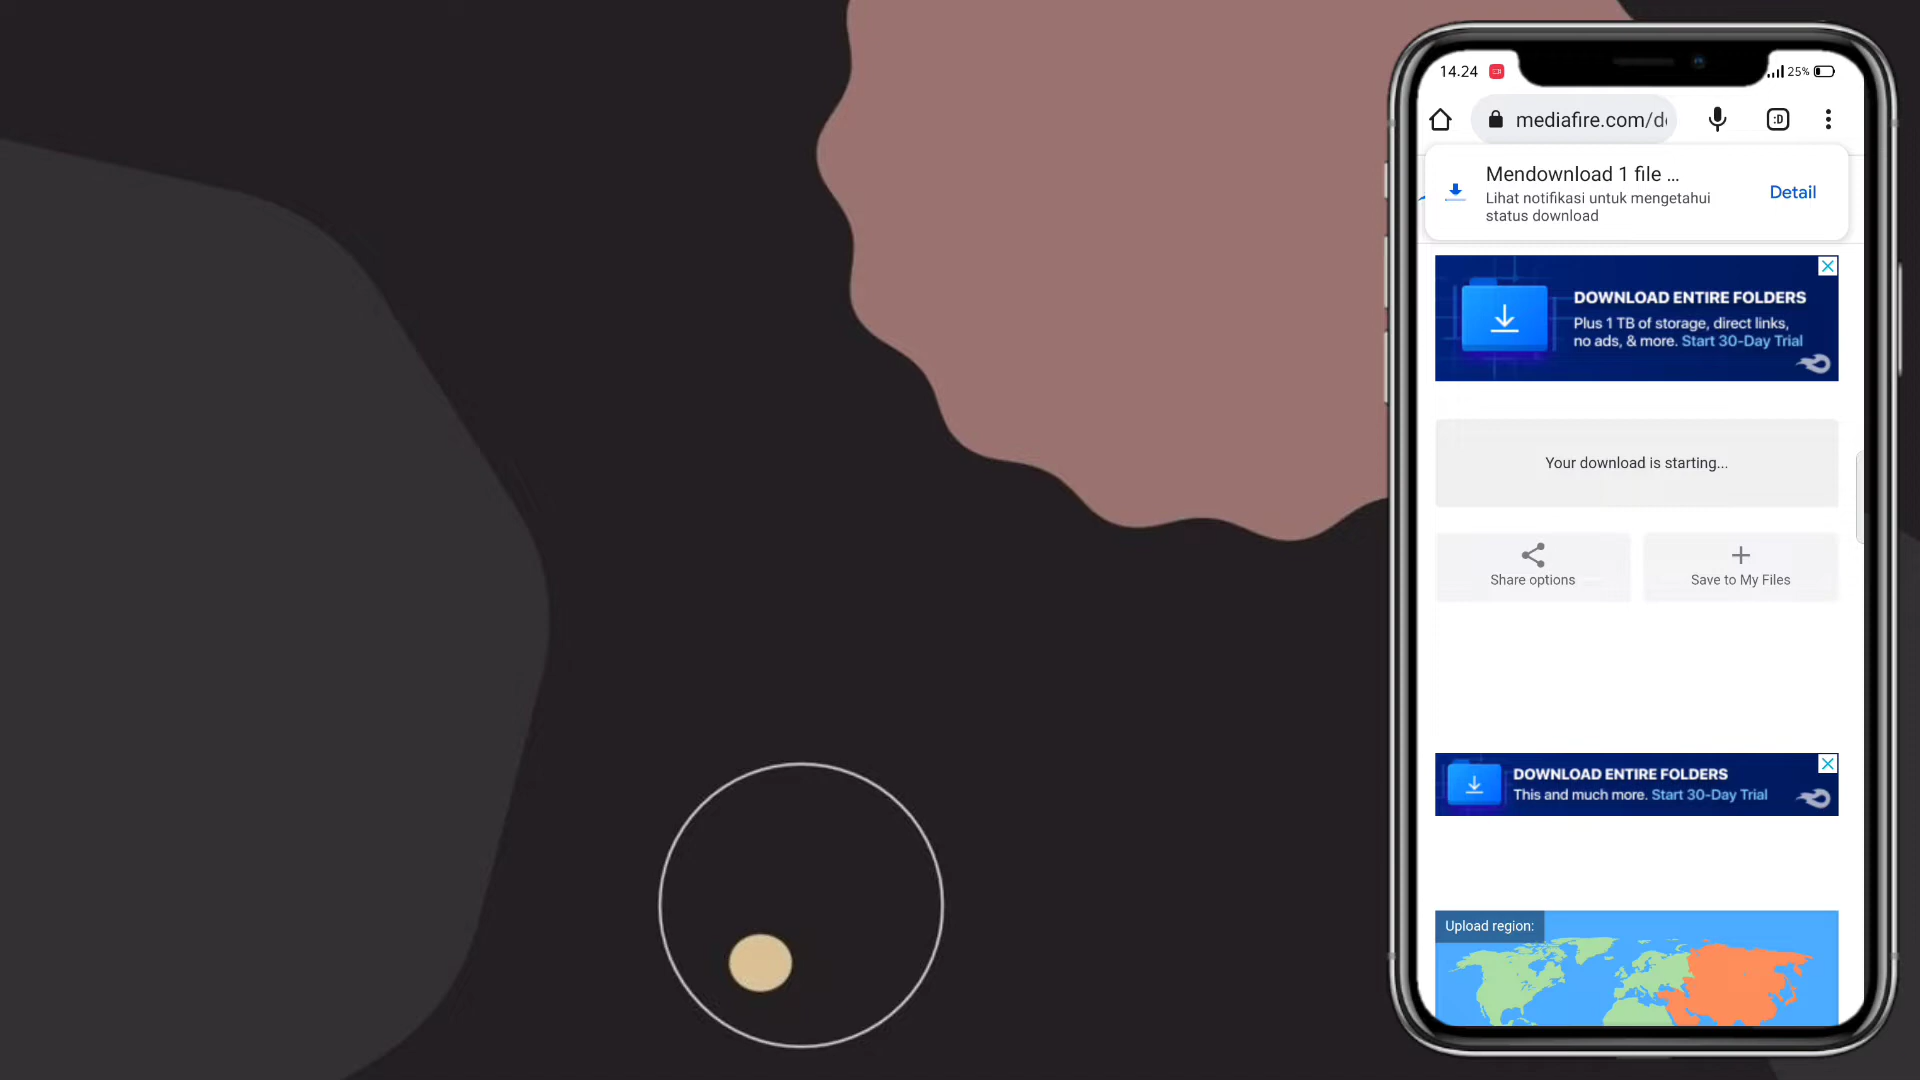 14.24
25%
mediafire.com/d
:D
Mendownload 1 file ...
Lihat notifikasi untuk mengetahui
status download
Detail
DOWNLOAD ENTIRE FOLDERS
Plus 1 TB of storage, direct links,
no ads, & more. Start 30-Day Trial
Your download is starting...
Share options
Save to My Files
DOWNLOAD ENTIRE FOLDERS
This and much more. Start 30-Day Trial
Upload region: